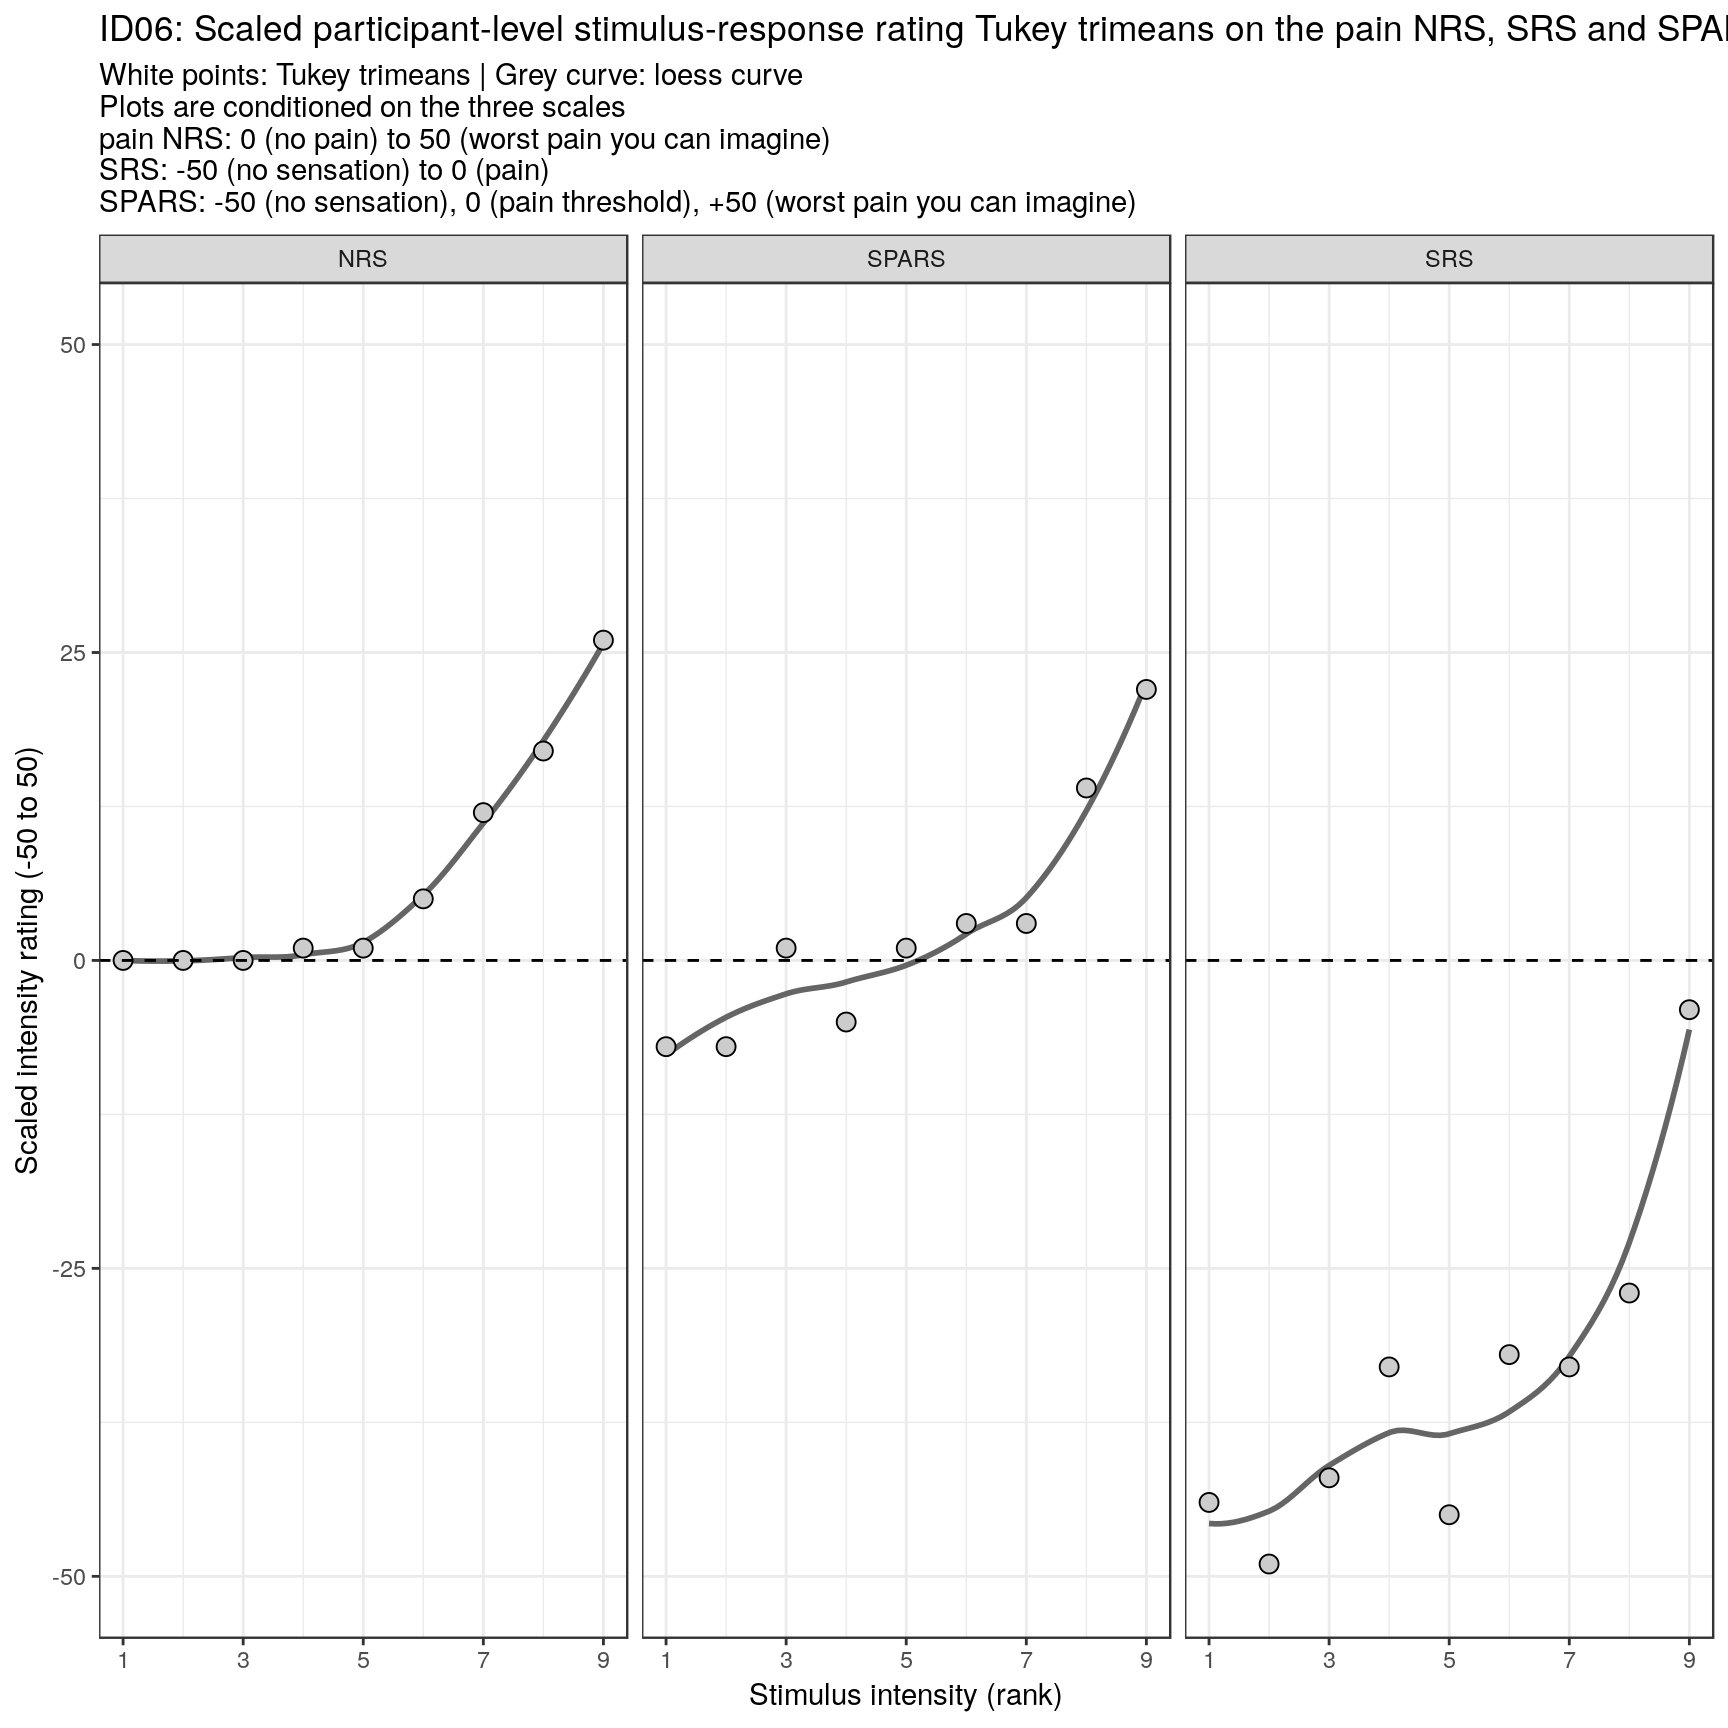 ID06: Scaled participant-level stimulus-response rating Tukey trimeans on the pain NRS, SRS and
White points: Tukey trimeans | Grey curve: loess curve
Plots are conditioned on the three scales
pain NRS: 0 (no pain) to 50 (worst pain you can imagine)
SRS: -50 (no sensation) to 0 (pain)
SPARS: -50 (no sensation), 0 (pain threshold), +50 (worst pain you can imagine)
NRS
SPARS
SRS
50
25
0
-25
-50
Scaled intensity rating (-50 to 50)
1 3 5 7 9
1 3 5 7 9
1 3 5 7 9
Stimulus intensity (rank)